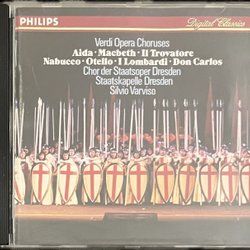 PHILIPS
Digital Classics
Verdi Opera Choruses
Aida · Macbeth · Il Trovatore
Nabucco · Otello · I Lombardi · Don Carlos
Chor der Staatsoper Dresden
Staatskapelle Dresden
Silvio Varviso